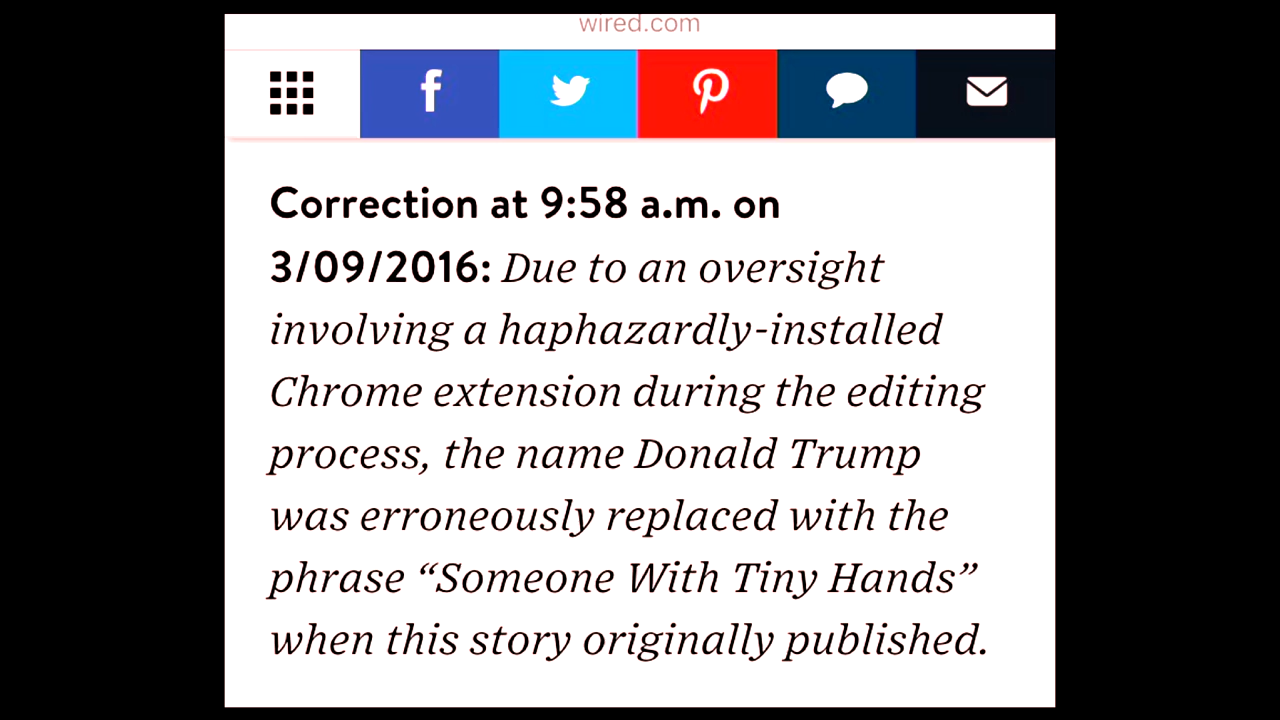 wired.com
Correction at 9:58 a.m. on
3/09/2016: Due to an oversight
involving a haphazardly-installed
Chrome extension during the editing
process, the name Donald Trump
was erroneously replaced with the
phrase “Someone With Tiny Hands”
when this story originally published.